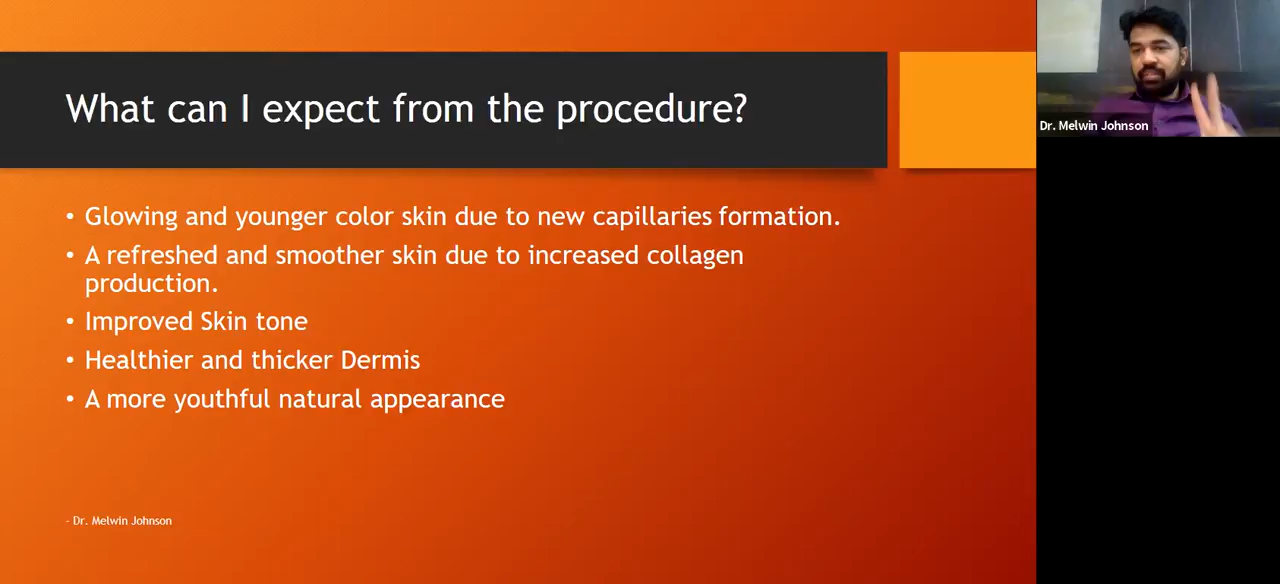 What can I expect from the procedure?
• Glowing and younger color skin due to new capillaries formation.
• A refreshed and smoother skin due to increased collagen
production.
• Improved Skin tone
• Healthier and thicker Dermis
• A more youthful natural appearance
- Dr. Melwin Johnson
Dr. Melwin Johnson